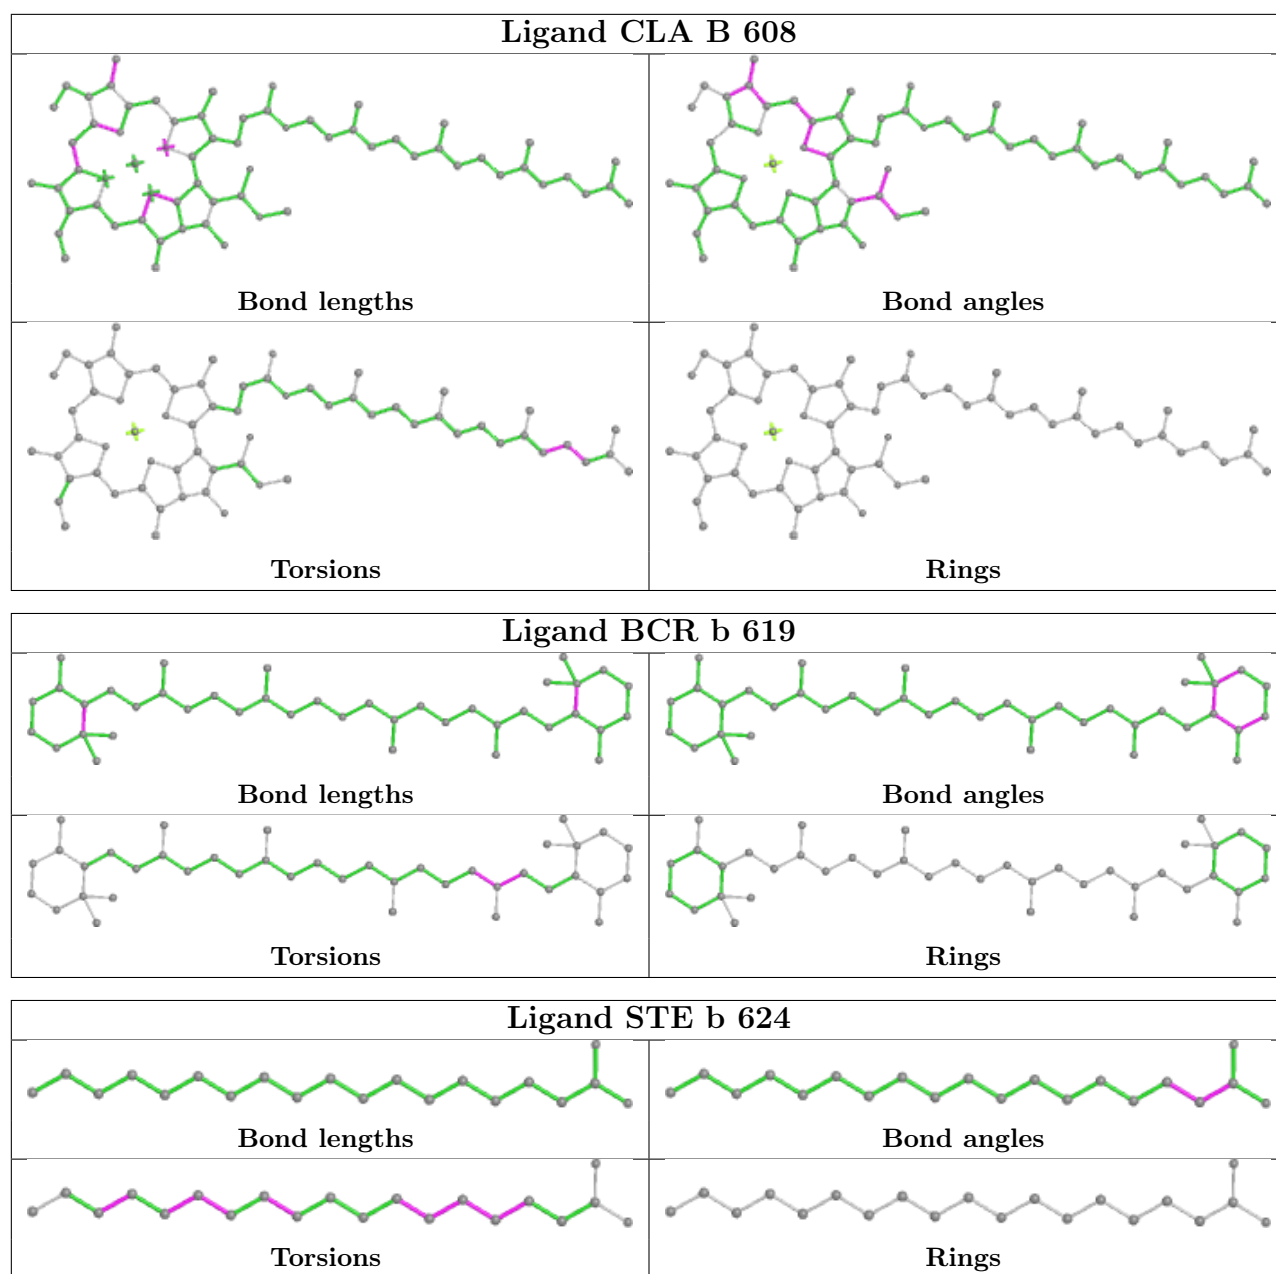 Ligand CLA B 608
Bond lengths
Bond angles
Torsions
Rings
Ligand BCR b 619
Bond lengths
Bond angles
Torsions
Rings
Ligand STE b 624
Bond lengths
Bond angles
Torsions
Rings